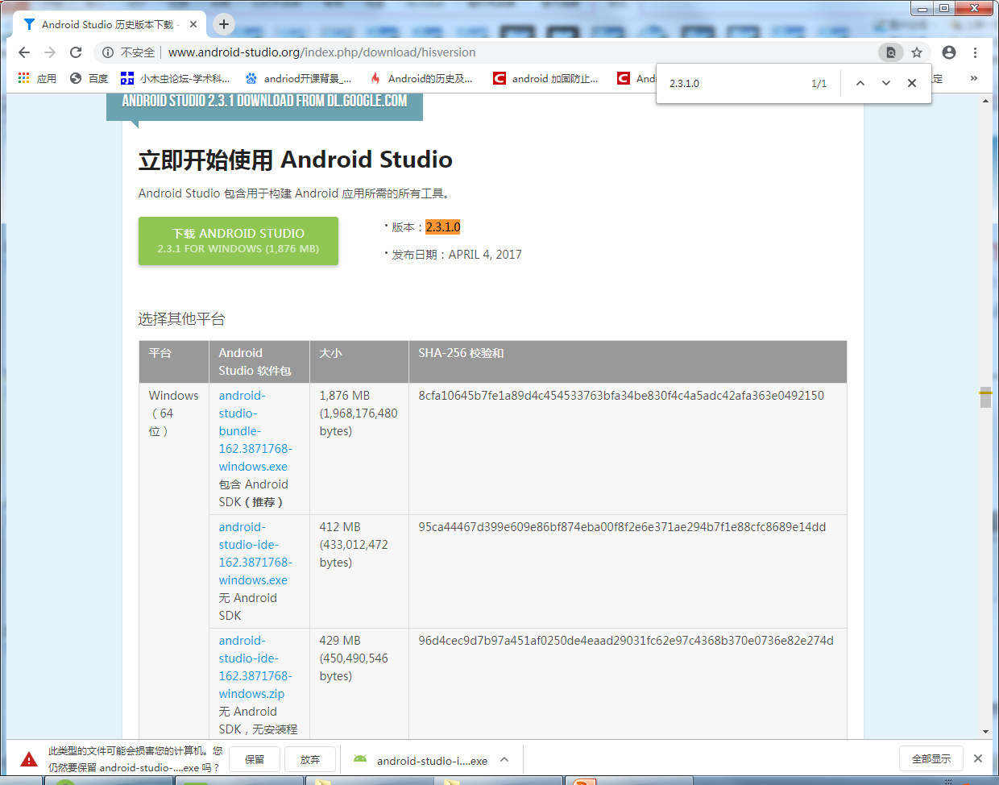 Android Studio 历史版本下载 -
不安全 www.android-studio.org/index.php/download/hisversion
应用 百度 小木虫论坛-学术科... andriod开课背景_... Android的历史及... android 加固防止... And 定 »
2.3.1.0 1/1
ANDROID STUDIO 2.3.1 DOWNLOAD FROM DL.GOOGLE.COM
立即开始使用 Android Studio
Android Studio 包含用于构建 Android 应用所需的所有工具。
下载 ANDROID STUDIO
2.3.1 FOR WINDOWS (1,876 MB)
· 版本：2.3.1.0
· 发布日期：APRIL 4, 2017
选择其他平台
平台 Android 大小 SHA-256 校验和
Studio 软件包
Windows android- 1,876 MB 8cfa10645b7fe1a89d4c454533763bfa34be830f4c4a5adc42afa363e0492150
（64 studio- (1,968,176,480
位） bundle- bytes)
162.3871768-
windows.exe
包含 Android
SDK（推荐）
android- 412 MB 95ca44467d399e609e86bf874eba00f8f2e6e371ae294b7f1e88cfc8689e14dd
studio-ide- (433,012,472
162.3871768- bytes)
windows.exe
无 Android
SDK
android- 429 MB 96d4cec9d7b97a451af0250de4eaad29031fc62e97c4368b370e0736e82e274d
studio-ide- (450,490,546
162.3871768- bytes)
windows.zip
无 Android
SDK，无安装程
此类型的文件可能会损害您的计算机。您
仍然要保留 android-studio-....exe 吗？
保留 放弃 android-studio-i....exe 全部显示